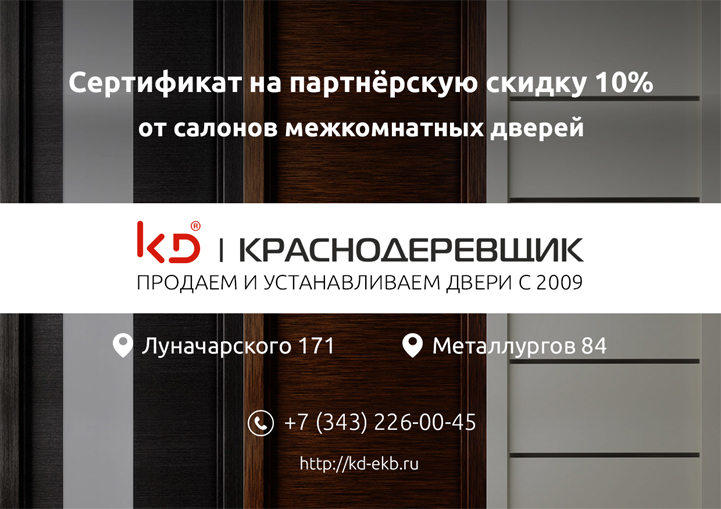 Сертификат на партнёрскую скидку 10%
от салонов межкомнатных дверей
KD® | КРАСНОДЕРЕВЩИК
ПРОДАЕМ И УСТАНАВЛИВАЕМ ДВЕРИ С 2009
Луначарского 171 Металлургов 84
+7 (343) 226-00-45
http://kd-ekb.ru